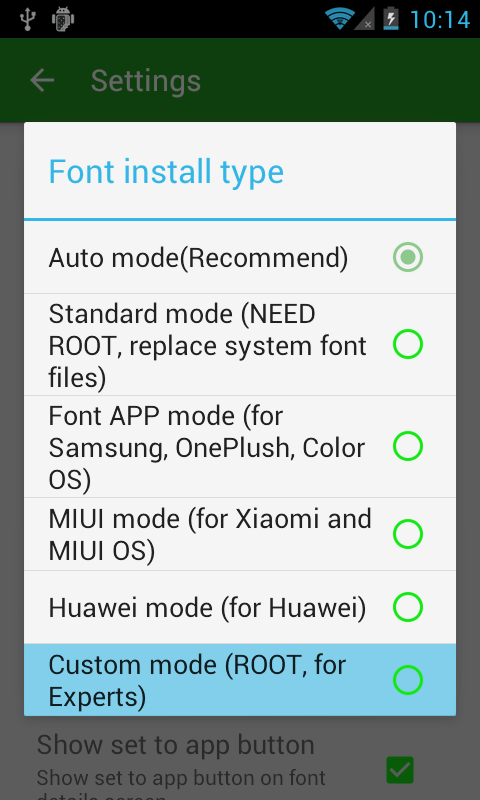 10:14
Settings
Font install type
Auto mode(Recommend)
Standard mode (NEED
ROOT, replace system font
files)
Font APP mode (for
Samsung, OnePlush, Color
OS)
MIUI mode (for Xiaomi and
MIUI OS)
Huawei mode (for Huawei)
Custom mode (ROOT, for
Experts)
Show set to app button
Show set to app button on font
details screen